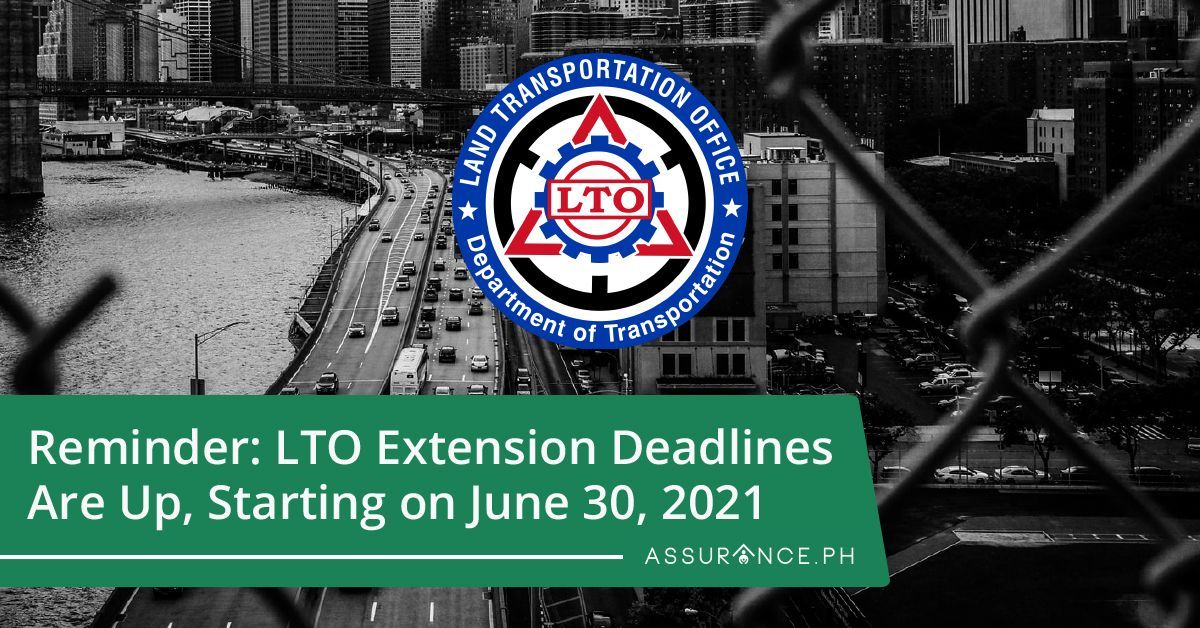 LAND TRANSPORTATION OFFICE
LTO
Department of Transportation
Reminder: LTO Extension Deadlines
Are Up, Starting on June 30, 2021
ASSURANCE.PH